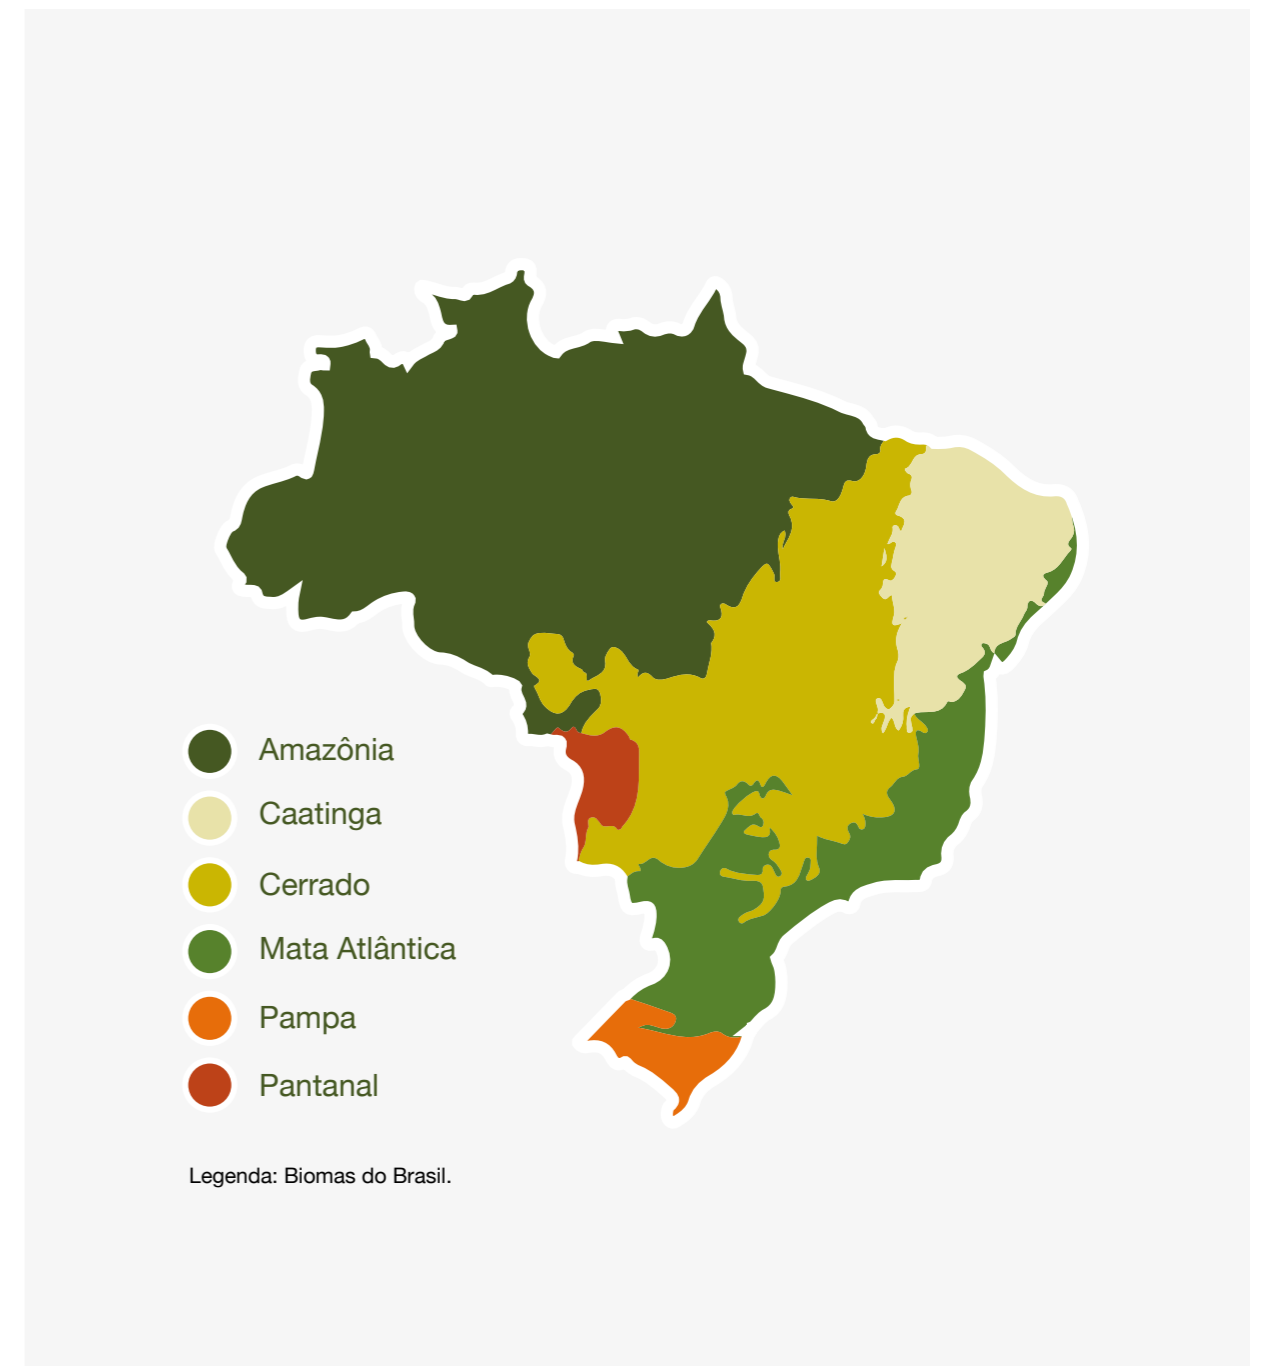 Amazônia
Caatinga
Cerrado
Mata Atlântica
Pampa
Pantanal
Legenda: Biomas do Brasil.